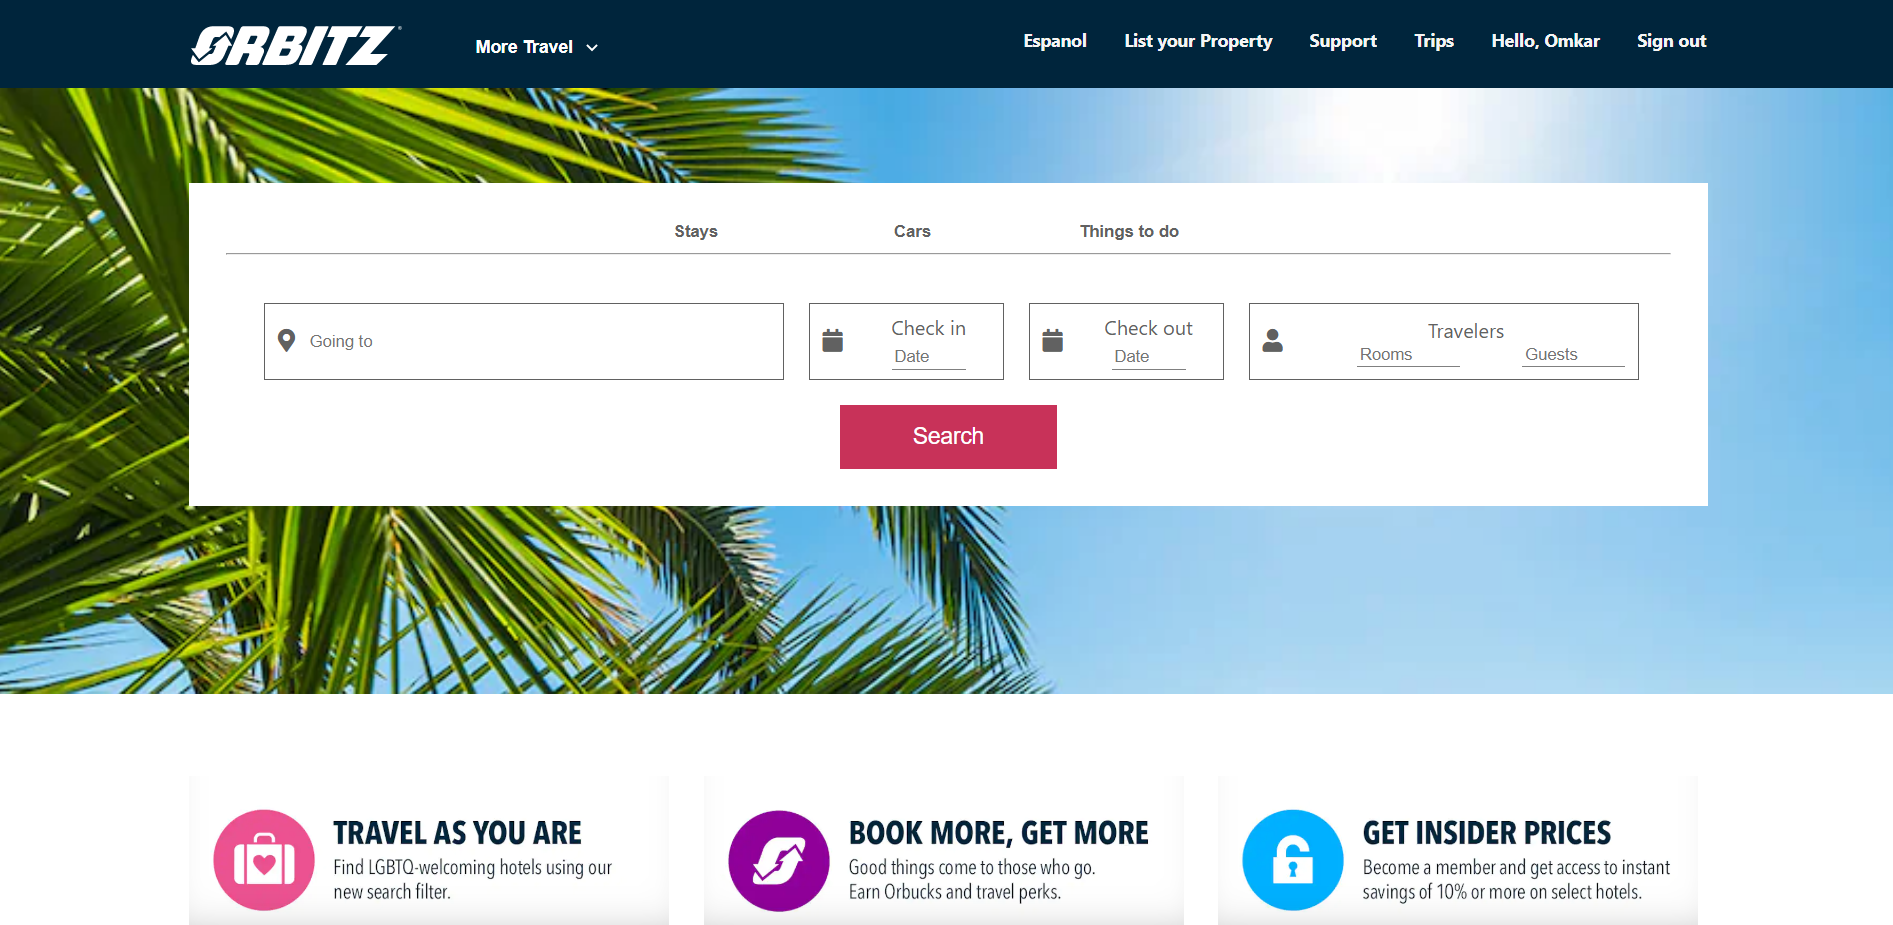 ORBITZ
More Travel
Espanol
List your Property
Support
Trips
Hello, Omkar
Sign out
Stays
Cars
Things to do
Going to
Check in
Date
Check out
Date
Travelers
Rooms
Guests
Search
TRAVEL AS YOU ARE
Find LGBTQ-welcoming hotels using our
new search filter.
BOOK MORE, GET MORE
Good things come to those who go.
Earn Orbucks and travel perks.
GET INSIDER PRICES
Become a member and get access to instant
savings of 10% or more on select hotels.